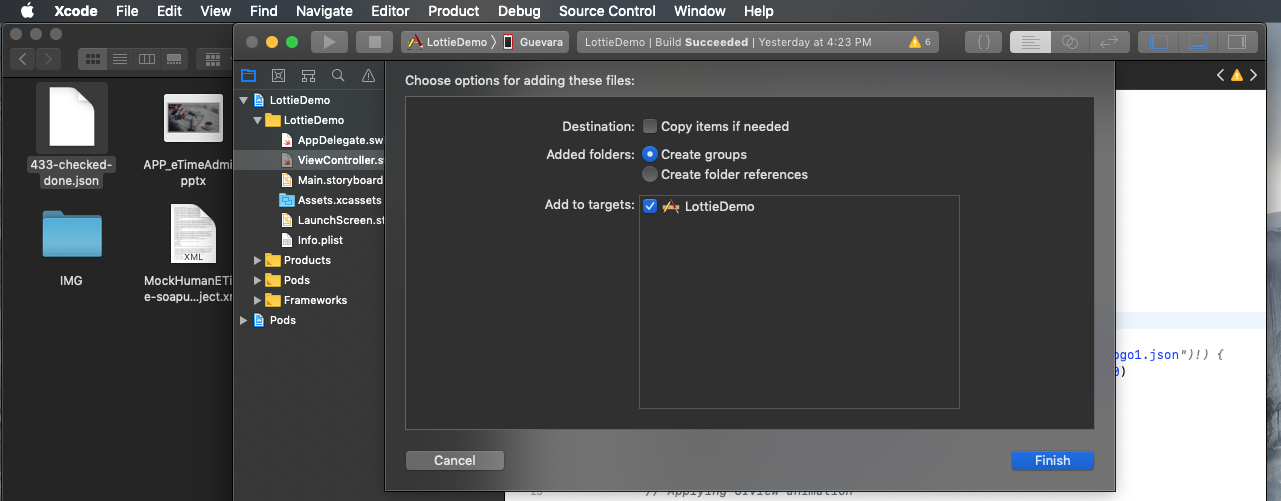 Xcode File Edit View Find Navigate Editor Product Debug Source Control Window Help
LottieDemo 〉 Guevara
LottieDemo | Build Succeeded | Yesterday at 4:23 PM
6
433-checked-
done.json
APP_eTimeAdmi
pptx
IMG
XML
MockHumanETi
e-soapu...ject.xr
LottieDemo
LottieDemo
AppDelegate.sw
ViewController.s
Main.storyboard
Assets.xcassets
LaunchScreen.st
Info.plist
Products
Pods
Frameworks
Pods
Choose options for adding these files:
Destination: Copy items if needed
Added folders: Create groups
Create folder references
Add to targets: LottieDemo
Cancel Finish
ogo1.json")!) {
)
// Applying UIView animation